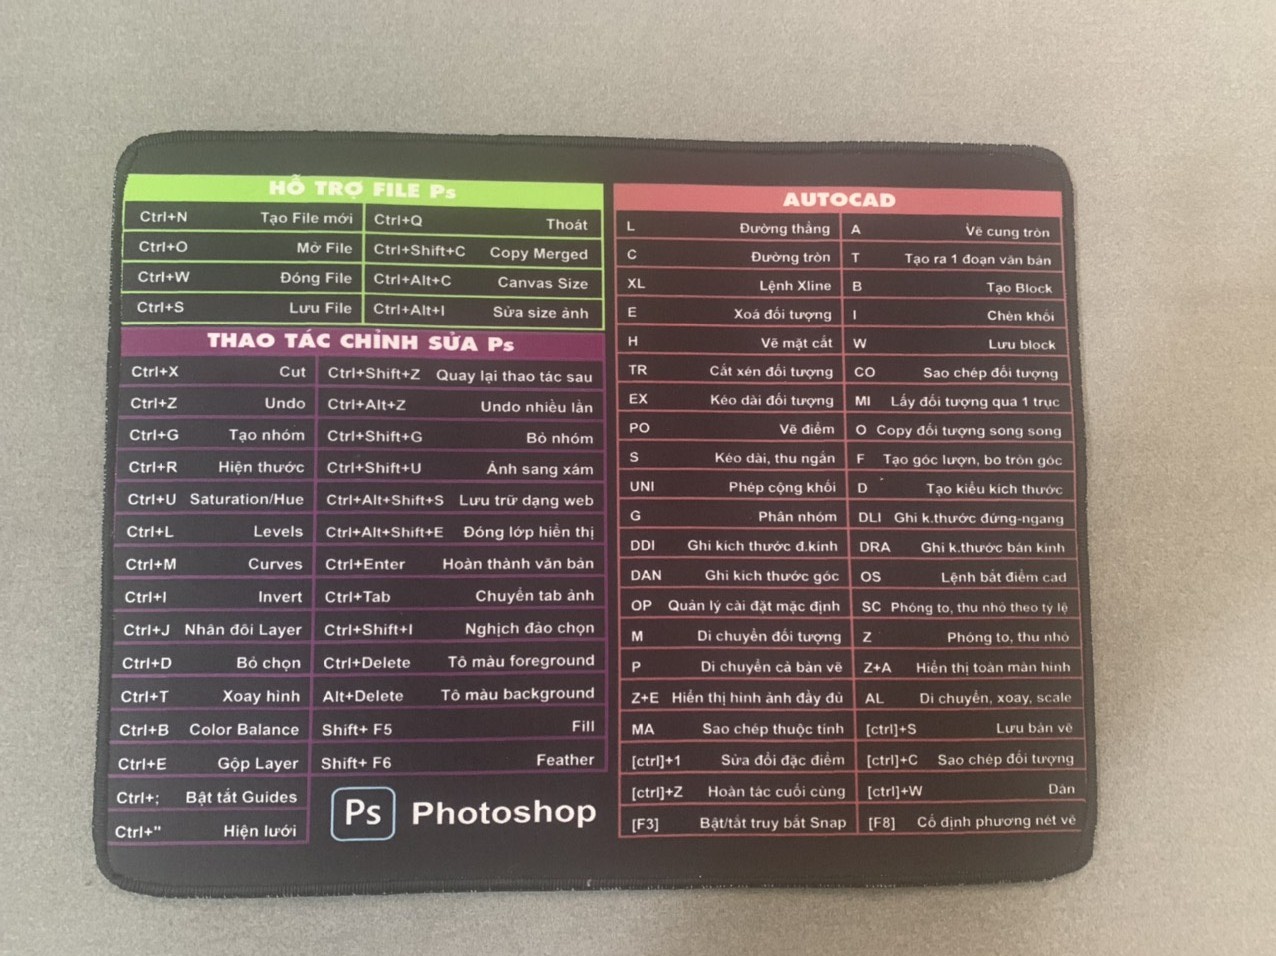 HỖ TRỢ FILE Ps
Ctrl+N Tạo File mới Ctrl+Q Thoát
Ctrl+O Mở File Ctrl+Shift+C Copy Merged
Ctrl+W Đóng File Ctrl+Alt+C Canvas Size
Ctrl+S Lưu File Ctrl+Alt+I Sửa size ảnh
THAO TÁC CHỈNH SỬA Ps
Ctrl+X Cut Ctrl+Shift+Z Quay lại thao tác sau
Ctrl+Z Undo Ctrl+Alt+Z Undo nhiều lần
Ctrl+G Tạo nhóm Ctrl+Shift+G Bỏ nhóm
Ctrl+R Hiện thước Ctrl+Shift+U Ảnh sang xám
Ctrl+U Saturation/Hue Ctrl+Alt+Shift+S Lưu trữ dạng web
Ctrl+L Levels Ctrl+Alt+Shift+E Đóng lớp hiển thị
Ctrl+M Curves Ctrl+Enter Hoàn thành văn bản
Ctrl+I Invert Ctrl+Tab Chuyển tab ảnh
Ctrl+J Nhân đôi Layer Ctrl+Shift+I Nghịch đảo chọn
Ctrl+D Bỏ chọn Ctrl+Delete Tô màu foreground
Ctrl+T Xoay hình Alt+Delete Tô màu background
Ctrl+B Color Balance Shift+ F5 Fill
Ctrl+E Gộp Layer Shift+ F6 Feather
Ctrl+; Bật tắt Guides
Ctrl+" Hiện lưới
Ps Photoshop
AUTOCAD
L Đường thẳng A Vẽ cung tròn
C Đường tròn T Tạo ra 1 đoạn văn bản
XL Lệnh Xline B Tạo Block
E Xoá đối tượng I Chèn khối
H Vẽ mặt cắt W Lưu block
TR Cắt xén đối tượng CO Sao chép đối tượng
EX Kéo dài đối tượng MI Lấy đối tượng qua 1 trục
PO Vẽ điểm O Copy đối tượng song song
S Kéo dài, thu ngắn F Tạo góc lượn, bo tròn góc
UNI Phép cộng khối D Tạo kiểu kích thước
G Phân nhóm DLI Ghi k.thước đứng-ngang
DDI Ghi kích thước đ.kính DRA Ghi k.thước bán kính
DAN Ghi kích thước góc OS Lệnh bắt điểm cad
OP Quản lý cài đặt mặc định SC Phóng to, thu nhỏ theo tỷ lệ
M Di chuyển đối tượng Z Phóng to, thu nhỏ
P Di chuyển cả bản vẽ Z+A Hiển thị toàn màn hình
Z+E Hiển thị hình ảnh đầy đủ AL Di chuyển, xoay, scale
MA Sao chép thuộc tính [ctrl]+S Lưu bản vẽ
[ctrl]+1 Sửa đổi đặc điểm [ctrl]+C Sao chép đối tượng
[ctrl]+Z Hoàn tác cuối cùng [ctrl]+W Dán
[F3] Bật/tắt truy bắt Snap [F8] Cố định phương nét vẽ